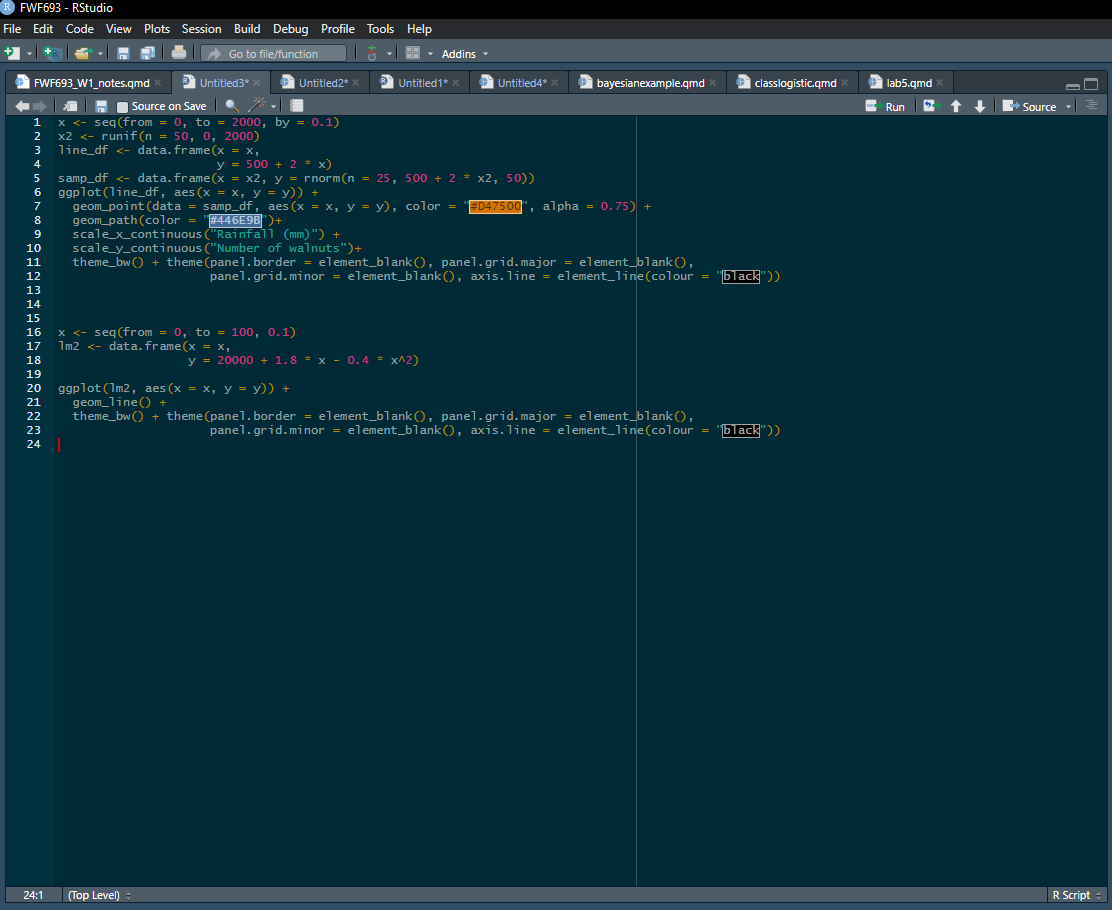 FWF693 - RStudio
File Edit Code View Plots Session Build Debug Profile Tools Help
Go to file/function Addins
FWF693_W1_notes.qmd Untitled3* Untitled2* Untitled1* Untitled4* bayesianexample.qmd classlogistic.qmd lab5.qmd
Source on Save Run Source
1 x <- seq(from = 0, to = 2000, by = 0.1)
2 x2 <- runif(n = 50, 0, 2000)
3 line_df <- data.frame(x = x,
4 y = 500 + 2 * x)
5 samp_df <- data.frame(x = x2, y = rnorm(n = 25, 500 + 2 * x2, 50))
6 ggplot(line_df, aes(x = x, y = y)) +
7 geom_point(data = samp_df, aes(x = x, y = y), color = "#D47500", alpha = 0.75) +
8 geom_path(color = "#446E9B")+
9 scale_x_continuous("Rainfall (mm)") +
10 scale_y_continuous("Number of walnuts")+
11 theme_bw() + theme(panel.border = element_blank(), panel.grid.major = element_blank(),
12 panel.grid.minor = element_blank(), axis.line = element_line(colour = "black"))
13
14
15
16 x <- seq(from = 0, to = 100, 0.1)
17 lm2 <- data.frame(x = x,
18 y = 20000 + 1.8 * x - 0.4 * x^2)
19
20 ggplot(lm2, aes(x = x, y = y)) +
21 geom_line() +
22 theme_bw() + theme(panel.border = element_blank(), panel.grid.major = element_blank(),
23 panel.grid.minor = element_blank(), axis.line = element_line(colour = "black"))
24
24:1 (Top Level) R Script